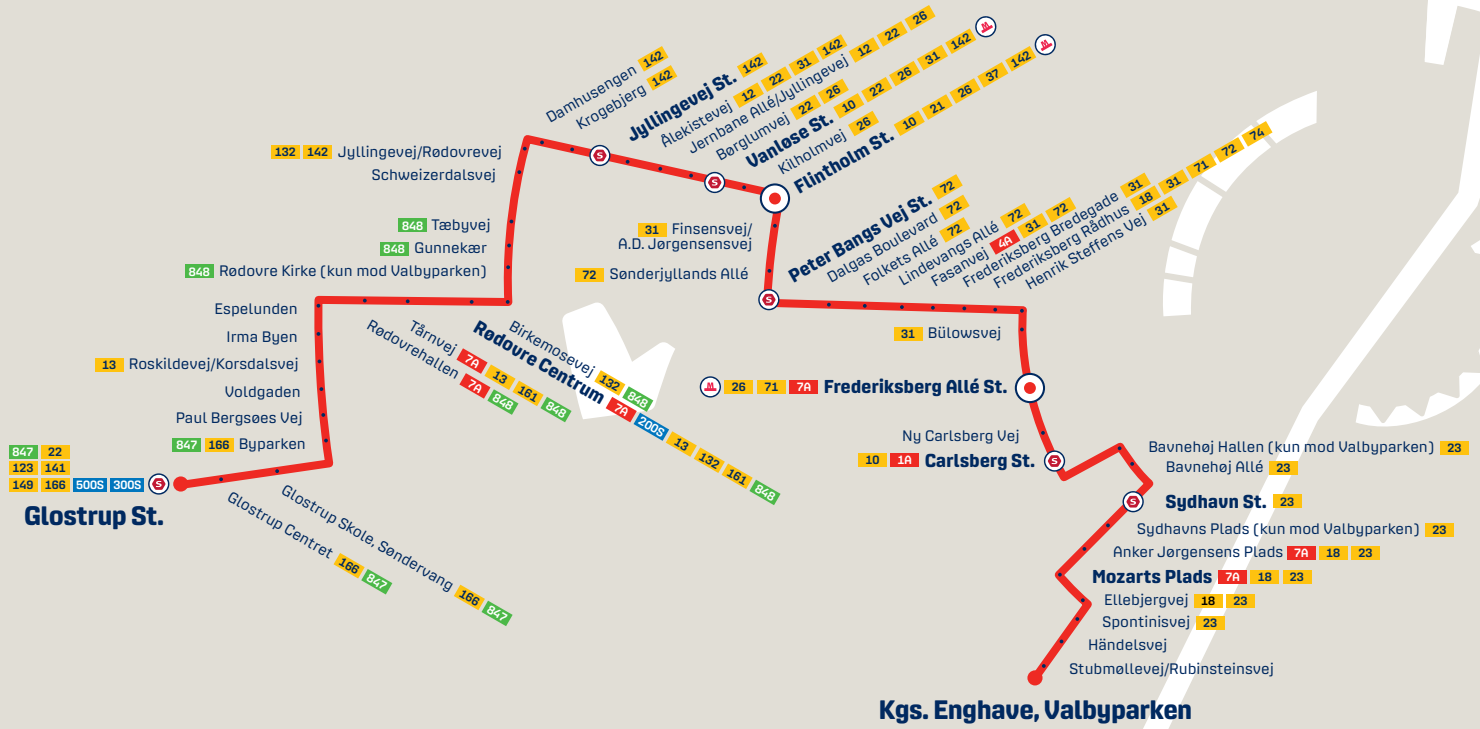 847 22
123 141
149 166 500S 300S
Glostrup St.
Glostrup Centret 166 847
Glostrup Skole, Søndervang 166 847
847 166 Byparken
Paul Bergsøes Vej
Voldgaden
13 Roskildevej/Korsdalsvej
Irma Byen
Espelunden
Rødovrehallen 7A 848
Tårnvej 7A 13 161 848
Rødovre Centrum 7A 200S 13 132 161 848
Birkemosevej 132 848
848 Rødovre Kirke (kun mod Valbyparken)
848 Gunnekær
848 Tæbyvej
Schweizerdalsvej
132 142 Jyllingevej/Rødovrevej
Damhusengen 142
Krogebjerg 142
Jyllingevej St. 142
Ålekistevej 12 22 31 142
Jernbane Allé/Jyllingevej 12 22 26
Børglumvej 22 26
Vanløse St. 10 22 26 31 142
Kilholmvej 26
Flintholm St. 10 21 26 37 142
31 Finsensvej/
A.D. Jørgensensvej
72 Sønderjyllands Allé
Peter Bangs Vej St. 72
Dalgas Boulevard 72
Folkets Allé 72
Lindevangs Allé 72
Fasanvej 4A 31 72
Frederiksberg Bredegade 31
Frederiksberg Rådhus 18 31 71 72 74
Henrik Steffens Vej 31
31 Bülowsvej
26 71 7A Frederiksberg Allé St.
Ny Carlsberg Vej
10 1A Carlsberg St.
Bavnehøj Hallen (kun mod Valbyparken) 23
Bavnehøj Allé 23
Sydhavn St. 23
Sydhavns Plads (kun mod Valbyparken) 23
Anker Jørgensens Plads 7A 18 23
Mozarts Plads 7A 18 23
Ellebjergvej 18 23
Spontinisvej 23
Händelsvej
Stubmøllevej/Rubinsteinsvej
Kgs. Enghave, Valbyparken